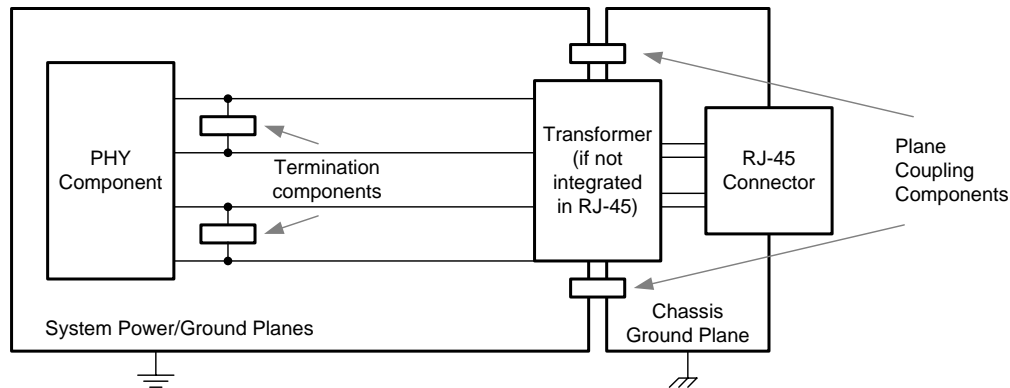 PHY
Component
Termination
components
Transformer
(if not
integrated
in RJ-45)
RJ-45
Connector
Plane
Coupling
Components
System Power/Ground Planes
Chassis
Ground Plane